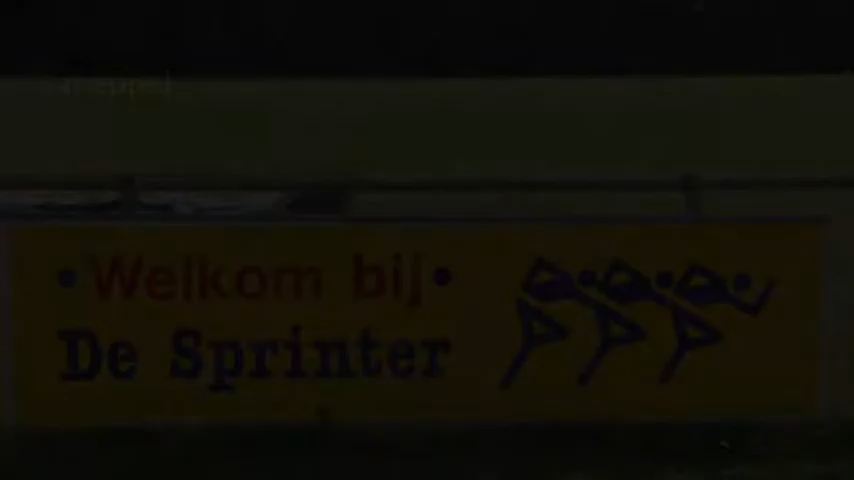 • Welkom bij •
De Sprinter